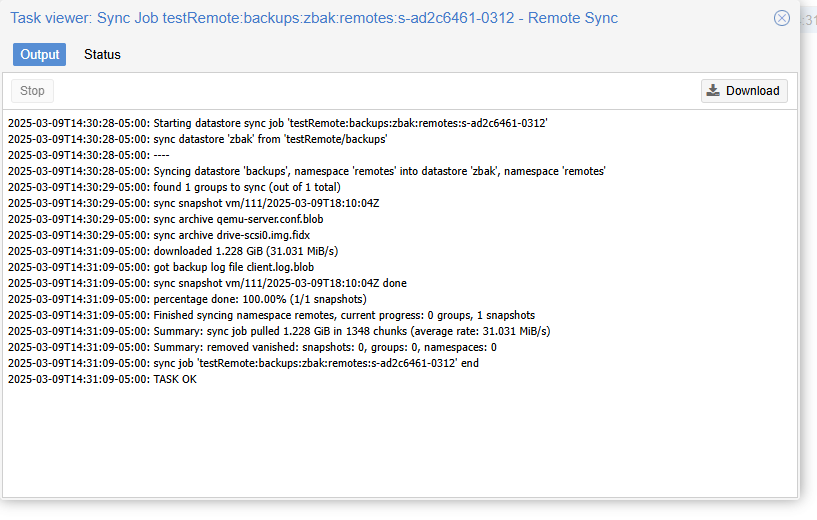 Task viewer: Sync Job testRemote:backups:zbak:remotes:s-ad2c6461-0312 - Remote Sync
:31
Output Status
Stop Download
2025-03-09T14:30:28-05:00: Starting datastore sync job 'testRemote:backups:zbak:remotes:s-ad2c6461-0312'
2025-03-09T14:30:28-05:00: sync datastore 'zbak' from 'testRemote/backups'
2025-03-09T14:30:28-05:00: ----
2025-03-09T14:30:28-05:00: Syncing datastore 'backups', namespace 'remotes' into datastore 'zbak', namespace 'remotes'
2025-03-09T14:30:29-05:00: found 1 groups to sync (out of 1 total)
2025-03-09T14:30:29-05:00: sync snapshot vm/111/2025-03-09T18:10:04Z
2025-03-09T14:30:29-05:00: sync archive qemu-server.conf.blob
2025-03-09T14:30:29-05:00: sync archive drive-scsi0.img.fidx
2025-03-09T14:31:09-05:00: downloaded 1.228 GiB (31.031 MiB/s)
2025-03-09T14:31:09-05:00: got backup log file client.log.blob
2025-03-09T14:31:09-05:00: sync snapshot vm/111/2025-03-09T18:10:04Z done
2025-03-09T14:31:09-05:00: percentage done: 100.00% (1/1 snapshots)
2025-03-09T14:31:09-05:00: Finished syncing namespace remotes, current progress: 0 groups, 1 snapshots
2025-03-09T14:31:09-05:00: Summary: sync job pulled 1.228 GiB in 1348 chunks (average rate: 31.031 MiB/s)
2025-03-09T14:31:09-05:00: Summary: removed vanished: snapshots: 0, groups: 0, namespaces: 0
2025-03-09T14:31:09-05:00: sync job 'testRemote:backups:zbak:remotes:s-ad2c6461-0312' end
2025-03-09T14:31:09-05:00: TASK OK